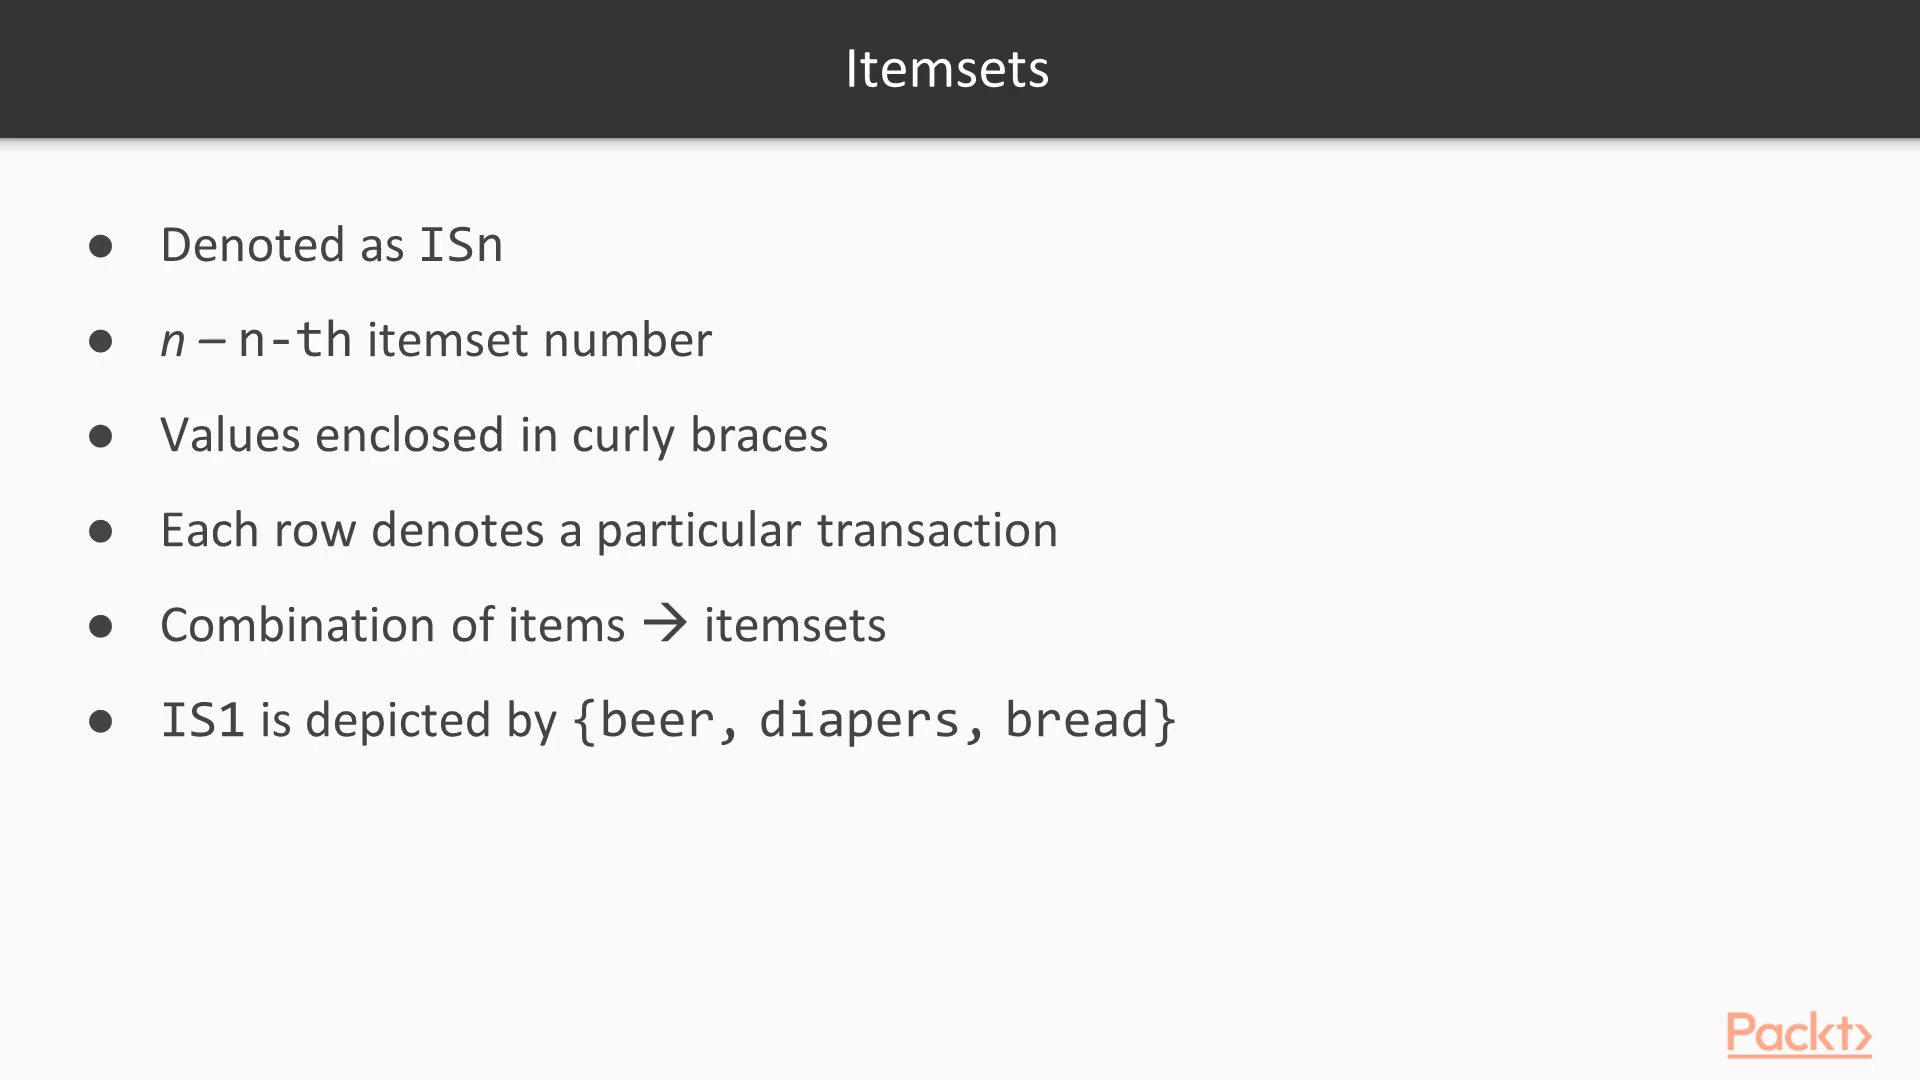 Itemsets
● Denoted as ISn
● n – n-th itemset number
● Values enclosed in curly braces
● Each row denotes a particular transaction
● Combination of items → itemsets
● IS1 is depicted by {beer, diapers, bread}
Packt>